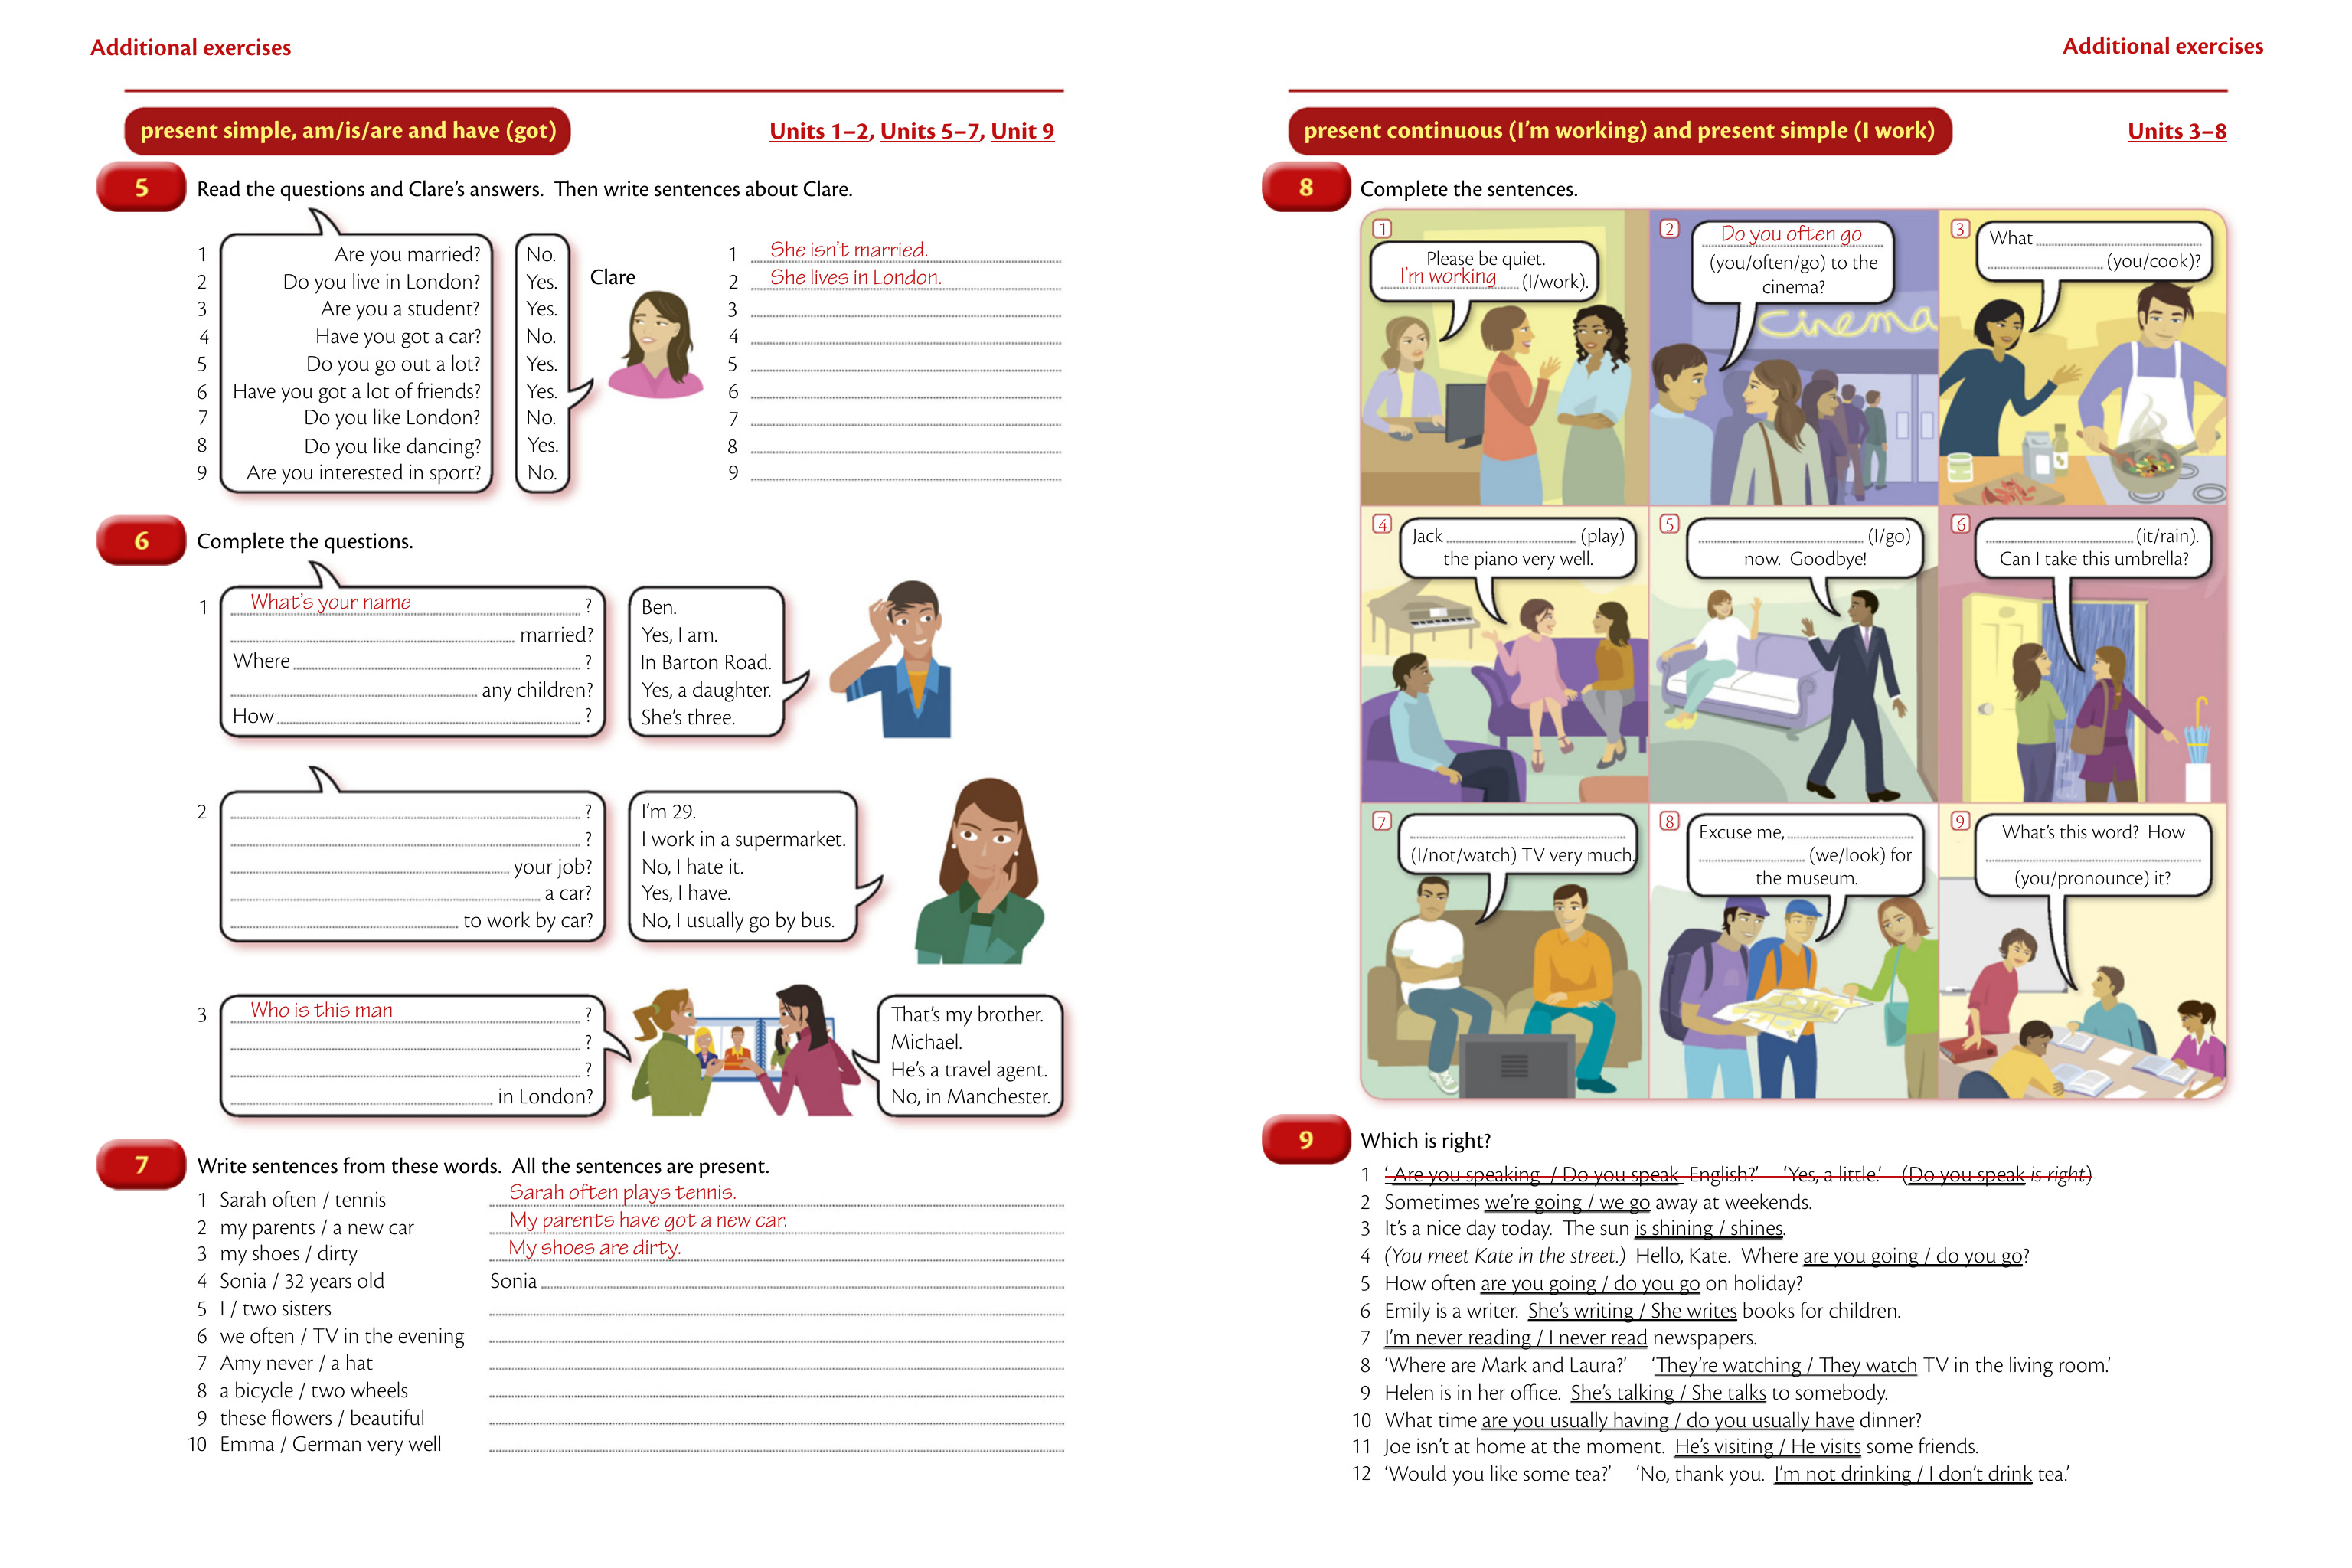 Additional exercises
present simple, am/is/are and have (got)
Units 1–2, Units 5–7, Unit 9
5 Read the questions and Clare's answers. Then write sentences about Clare.
1 Are you married? No.
2 Do you live in London? Yes.
3 Are you a student? Yes.
4 Have you got a car? No.
5 Do you go out a lot? Yes.
6 Have you got a lot of friends? Yes.
7 Do you like London? No.
8 Do you like dancing? Yes.
9 Are you interested in sport? No.
Clare
1 She isn't married.
2 She lives in London.
3
4
5
6
7
8
9
6 Complete the questions.
1 What's your name ?
married?
Where ?
any children?
How ?
Ben.
Yes, I am.
In Barton Road.
Yes, a daughter.
She's three.
2 ?
?
your job?
a car?
to work by car?
I'm 29.
I work in a supermarket.
No, I hate it.
Yes, I have.
No, I usually go by bus.
3 Who is this man ?
?
?
in London?
That's my brother.
Michael.
He's a travel agent.
No, in Manchester.
7 Write sentences from these words. All the sentences are present.
1 Sarah often / tennis Sarah often plays tennis.
2 my parents / a new car My parents have got a new car.
3 my shoes / dirty My shoes are dirty.
4 Sonia / 32 years old Sonia
5 I / two sisters
6 we often / TV in the evening
7 Amy never / a hat
8 a bicycle / two wheels
9 these flowers / beautiful
10 Emma / German very well
Additional exercises
present continuous (I'm working) and present simple (I work)
Units 3–8
8 Complete the sentences.
1
Please be quiet.
I'm working (I/work).
2
Do you often go
(you/often/go) to the
cinema?
cinema
3
What
(you/cook)?
4
Jack (play)
the piano very well.
5
(I/go)
now. Goodbye!
6
(it/rain).
Can I take this umbrella?
7
(I/not/watch) TV very much.
8
Excuse me,
(we/look) for
the museum.
9
What's this word? How
(you/pronounce) it?
9 Which is right?
1 ' Are you speaking / Do you speak English?' 'Yes, a little.' (Do you speak is right)
2 Sometimes we're going / we go away at weekends.
3 It's a nice day today. The sun is shining / shines.
4 (You meet Kate in the street.) Hello, Kate. Where are you going / do you go?
5 How often are you going / do you go on holiday?
6 Emily is a writer. She's writing / She writes books for children.
7 I'm never reading / I never read newspapers.
8 'Where are Mark and Laura?' 'They're watching / They watch TV in the living room.'
9 Helen is in her office. She's talking / She talks to somebody.
10 What time are you usually having / do you usually have dinner?
11 Joe isn't at home at the moment. He's visiting / He visits some friends.
12 'Would you like some tea?' 'No, thank you. I'm not drinking / I don't drink tea.'